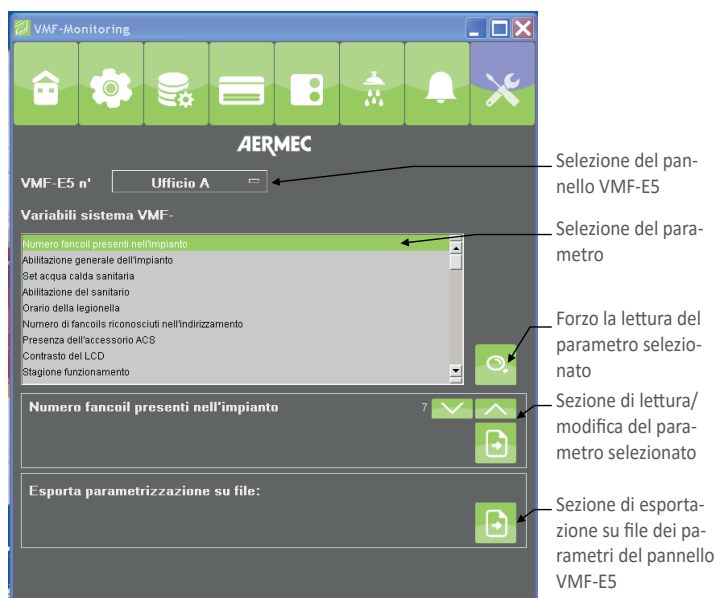 VMF-Monitoring
AERMEC
VMF-E5 n'
Ufficio A
Variabili sistema VMF-
Numero fancoil presenti nell'impianto
Abilitazione generale dell'impianto
Set acqua calda sanitaria
Abilitazione del sanitario
Orario della legionella
Numero di fancoils riconosciuti nell'indirizzamento
Presenza dell'accessorio ACS
Contrasto del LCD
Stagione funzionamento
Numero fancoil presenti nell'impianto
7
Esporta parametrizzazione su file:
Selezione del pan-
nello VMF-E5
Selezione del para-
metro
Forzo la lettura del
parametro selezio-
nato
Sezione di lettura/
modifica del para-
metro selezionato
Sezione di esporta-
zione su file dei pa-
rametri del pannello
VMF-E5